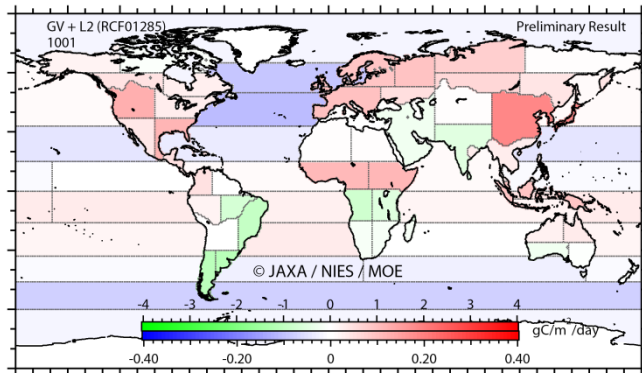 GV + L2 (RCF01285)
Preliminary Result
1001
© JAXA / NIES / MOE
-4 -3 -2 -1 0 1 2 3 4
gC/m²/day
-0.40 -0.20 0 0.20 0.40